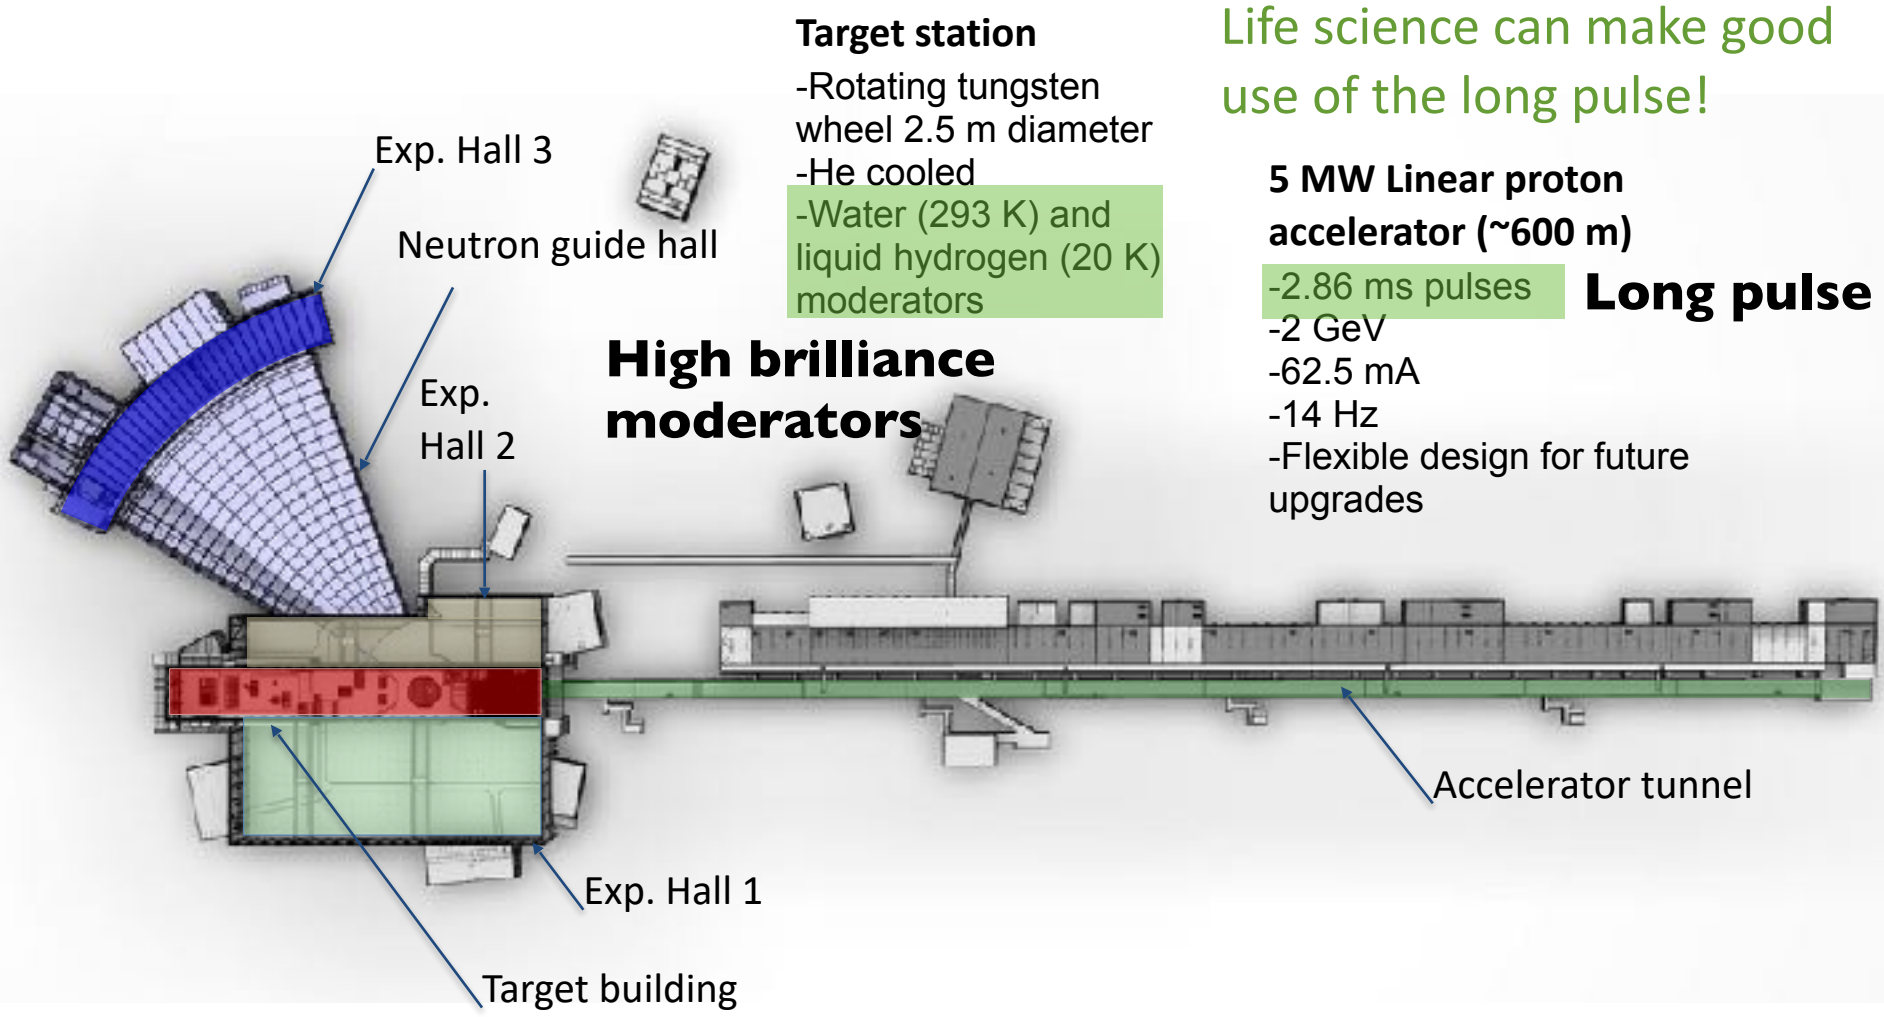 Target station
-Rotating tungsten
wheel 2.5 m diameter
-He cooled
-Water (293 K) and
liquid hydrogen (20 K)
moderators
Life science can make good
use of the long pulse!
5 MW Linear proton
accelerator (~600 m)
-2.86 ms pulses
-2 GeV
-62.5 mA
-14 Hz
-Flexible design for future
upgrades
Long pulse
Exp. Hall 3
Neutron guide hall
High brilliance
moderators
Exp.
Hall 2
Accelerator tunnel
Exp. Hall 1
Target building